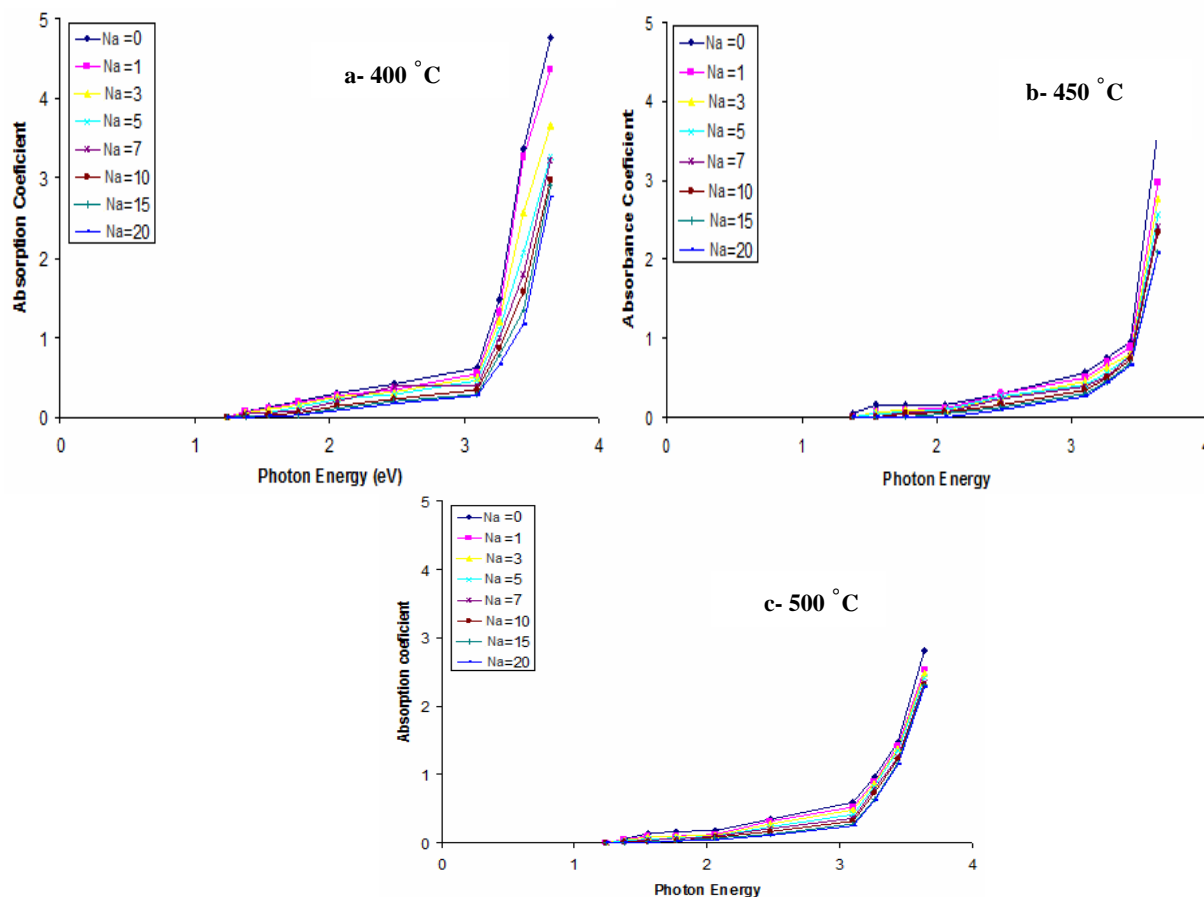 5
4
3
2
1
0
Absorption Coefficient
Na =0
Na=1
Na= 3
Na= 5
Na= 7
Na= 10
Na= 15
Na= 20
a- 400 °C
0 1 2 3 4
Photon Energy (eV)
5
4
3
2
1
0
Absorbance Coefficient
Na =0
Na=1
Na= 3
Na= 5
Na= 7
Na= 10
Na= 15
Na= 20
b- 450 °C
0 1 2 3 4
Photon Energy
5
4
3
2
1
0
Absorption coeficient
Na =0
Na =1
Na = 3
Na = 5
Na = 7
Na= 10
Na= 15
Na=20
c- 500 °C
0 1 2 3 4
Photon Energy